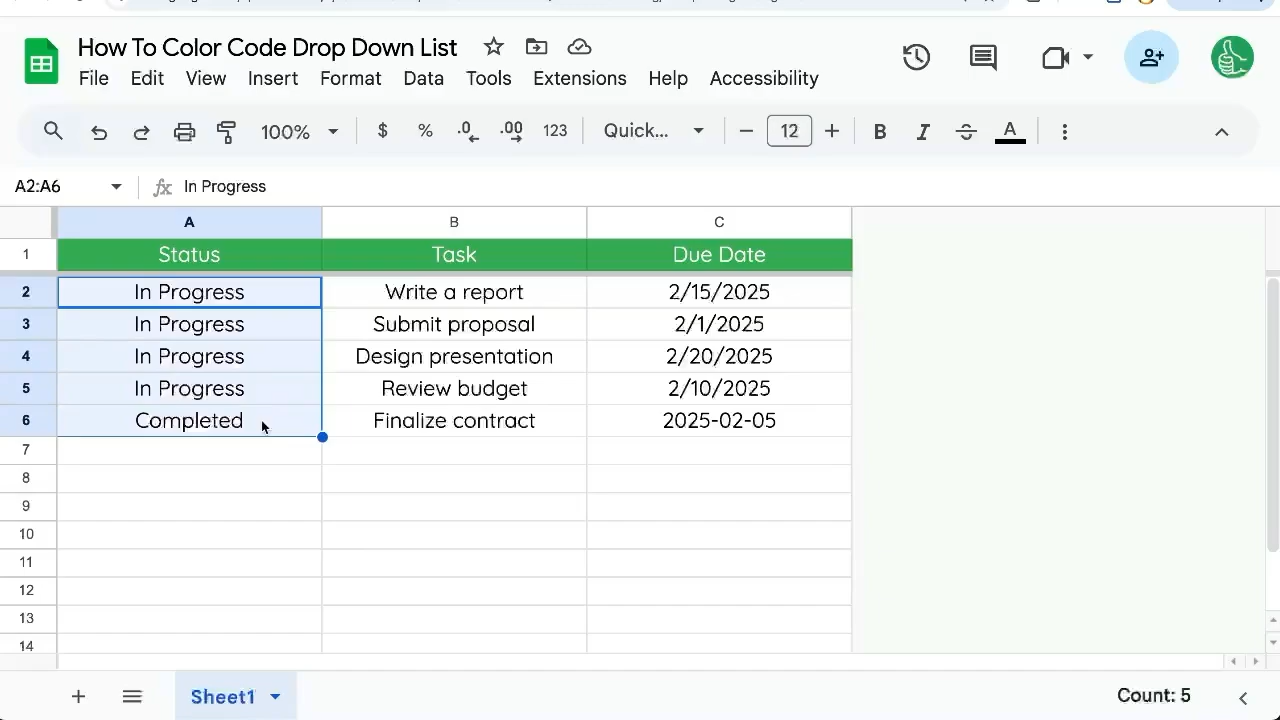 How To Color Code Drop Down List
File Edit View Insert Format Data Tools Extensions Help Accessibility
100% $ % .0 .00 123 Quick... 12 B I S A
A2:A6 fx In Progress
A B C
1 Status Task Due Date
2 In Progress Write a report 2/15/2025
3 In Progress Submit proposal 2/1/2025
4 In Progress Design presentation 2/20/2025
5 In Progress Review budget 2/10/2025
6 Completed Finalize contract 2025-02-05
7
8
9
10
11
12
13
14
Sheet1 Count: 5